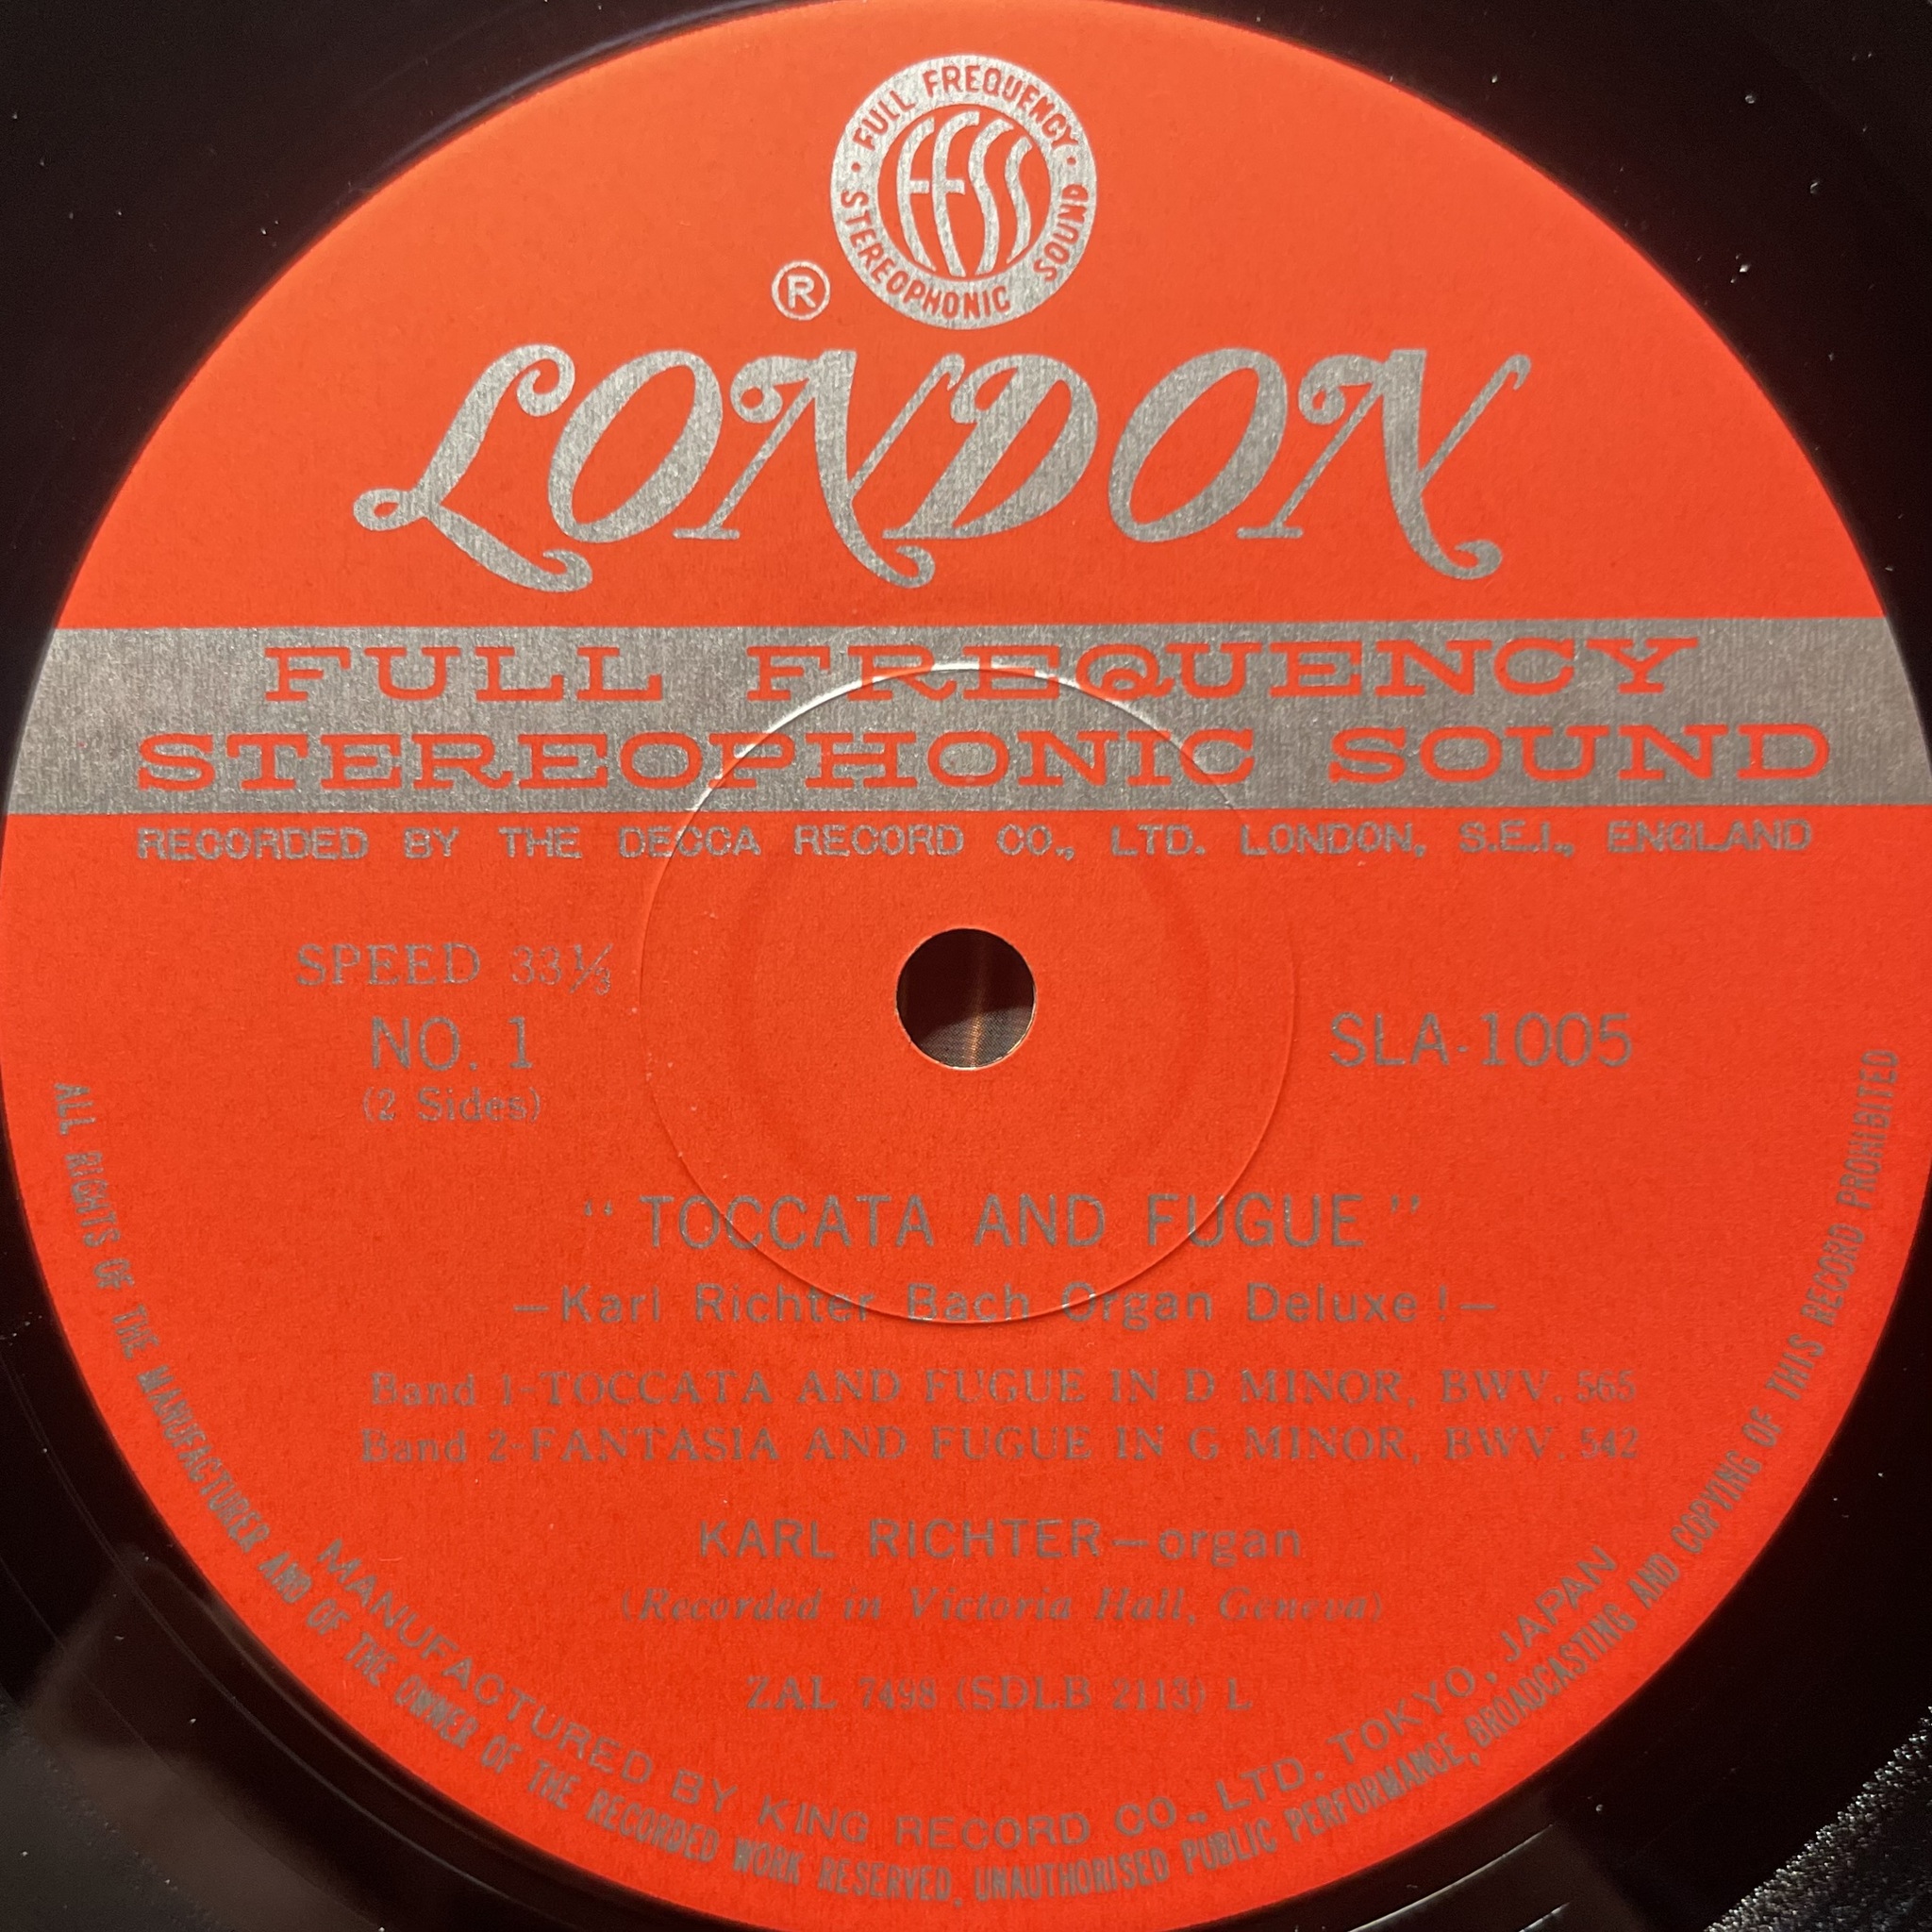 · FULL FREQUENCY · STEREOPHONIC SOUND
FFSS
®
LONDON
FULL FREQUENCY
STEREOPHONIC SOUND
RECORDED BY THE DECCA RECORD CO., LTD. LONDON, S.E.I., ENGLAND
SPEED 33⅓
NO. 1
(2 Sides)
SLA-1005
“TOCCATA AND FUGUE”
—Karl Richter Bach Organ Deluxe!—
Band 1-TOCCATA AND FUGUE IN D MINOR, BWV. 565
Band 2-FANTASIA AND FUGUE IN G MINOR, BWV. 542
KARL RICHTER—organ
(Recorded in Victoria Hall, Geneva)
ZAL 7498 (SDLB 2113) L
MANUFACTURED BY KING RECORD CO., LTD. TOKYO, JAPAN
ALL RIGHTS OF THE MANUFACTURER AND OF THE OWNER OF THE RECORDED WORK RESERVED. UNAUTHORISED PUBLIC PERFORMANCE, BROADCASTING AND COPYING OF THIS RECORD PROHIBITED